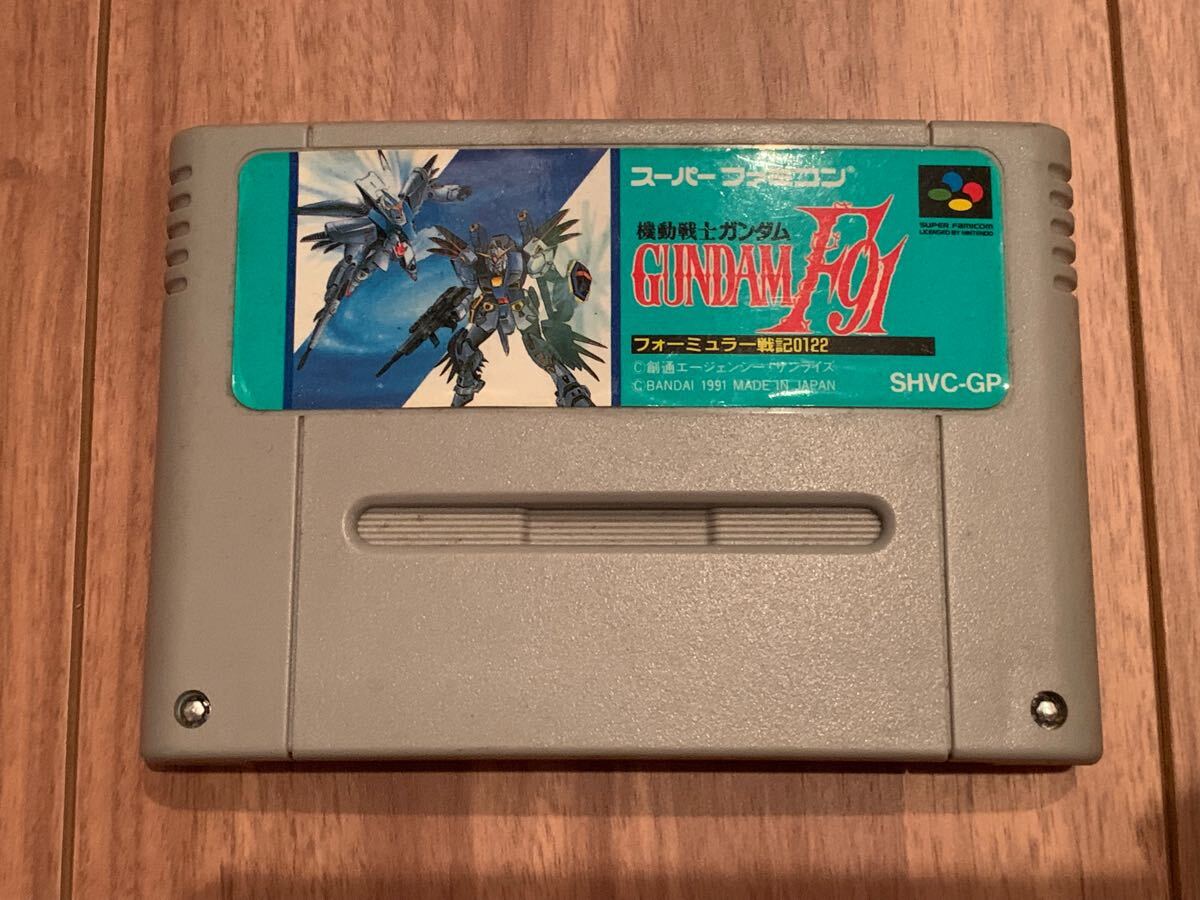 スーパーファミコン
SUPER FAMICOM
LICENSED BY NINTENDO
機動戦士ガンダム
GUNDAM F91
フォーミュラー戦記0122
©創通エージェンシー・サンライズ
©BANDAI 1991 MADE IN JAPAN
SHVC-GP